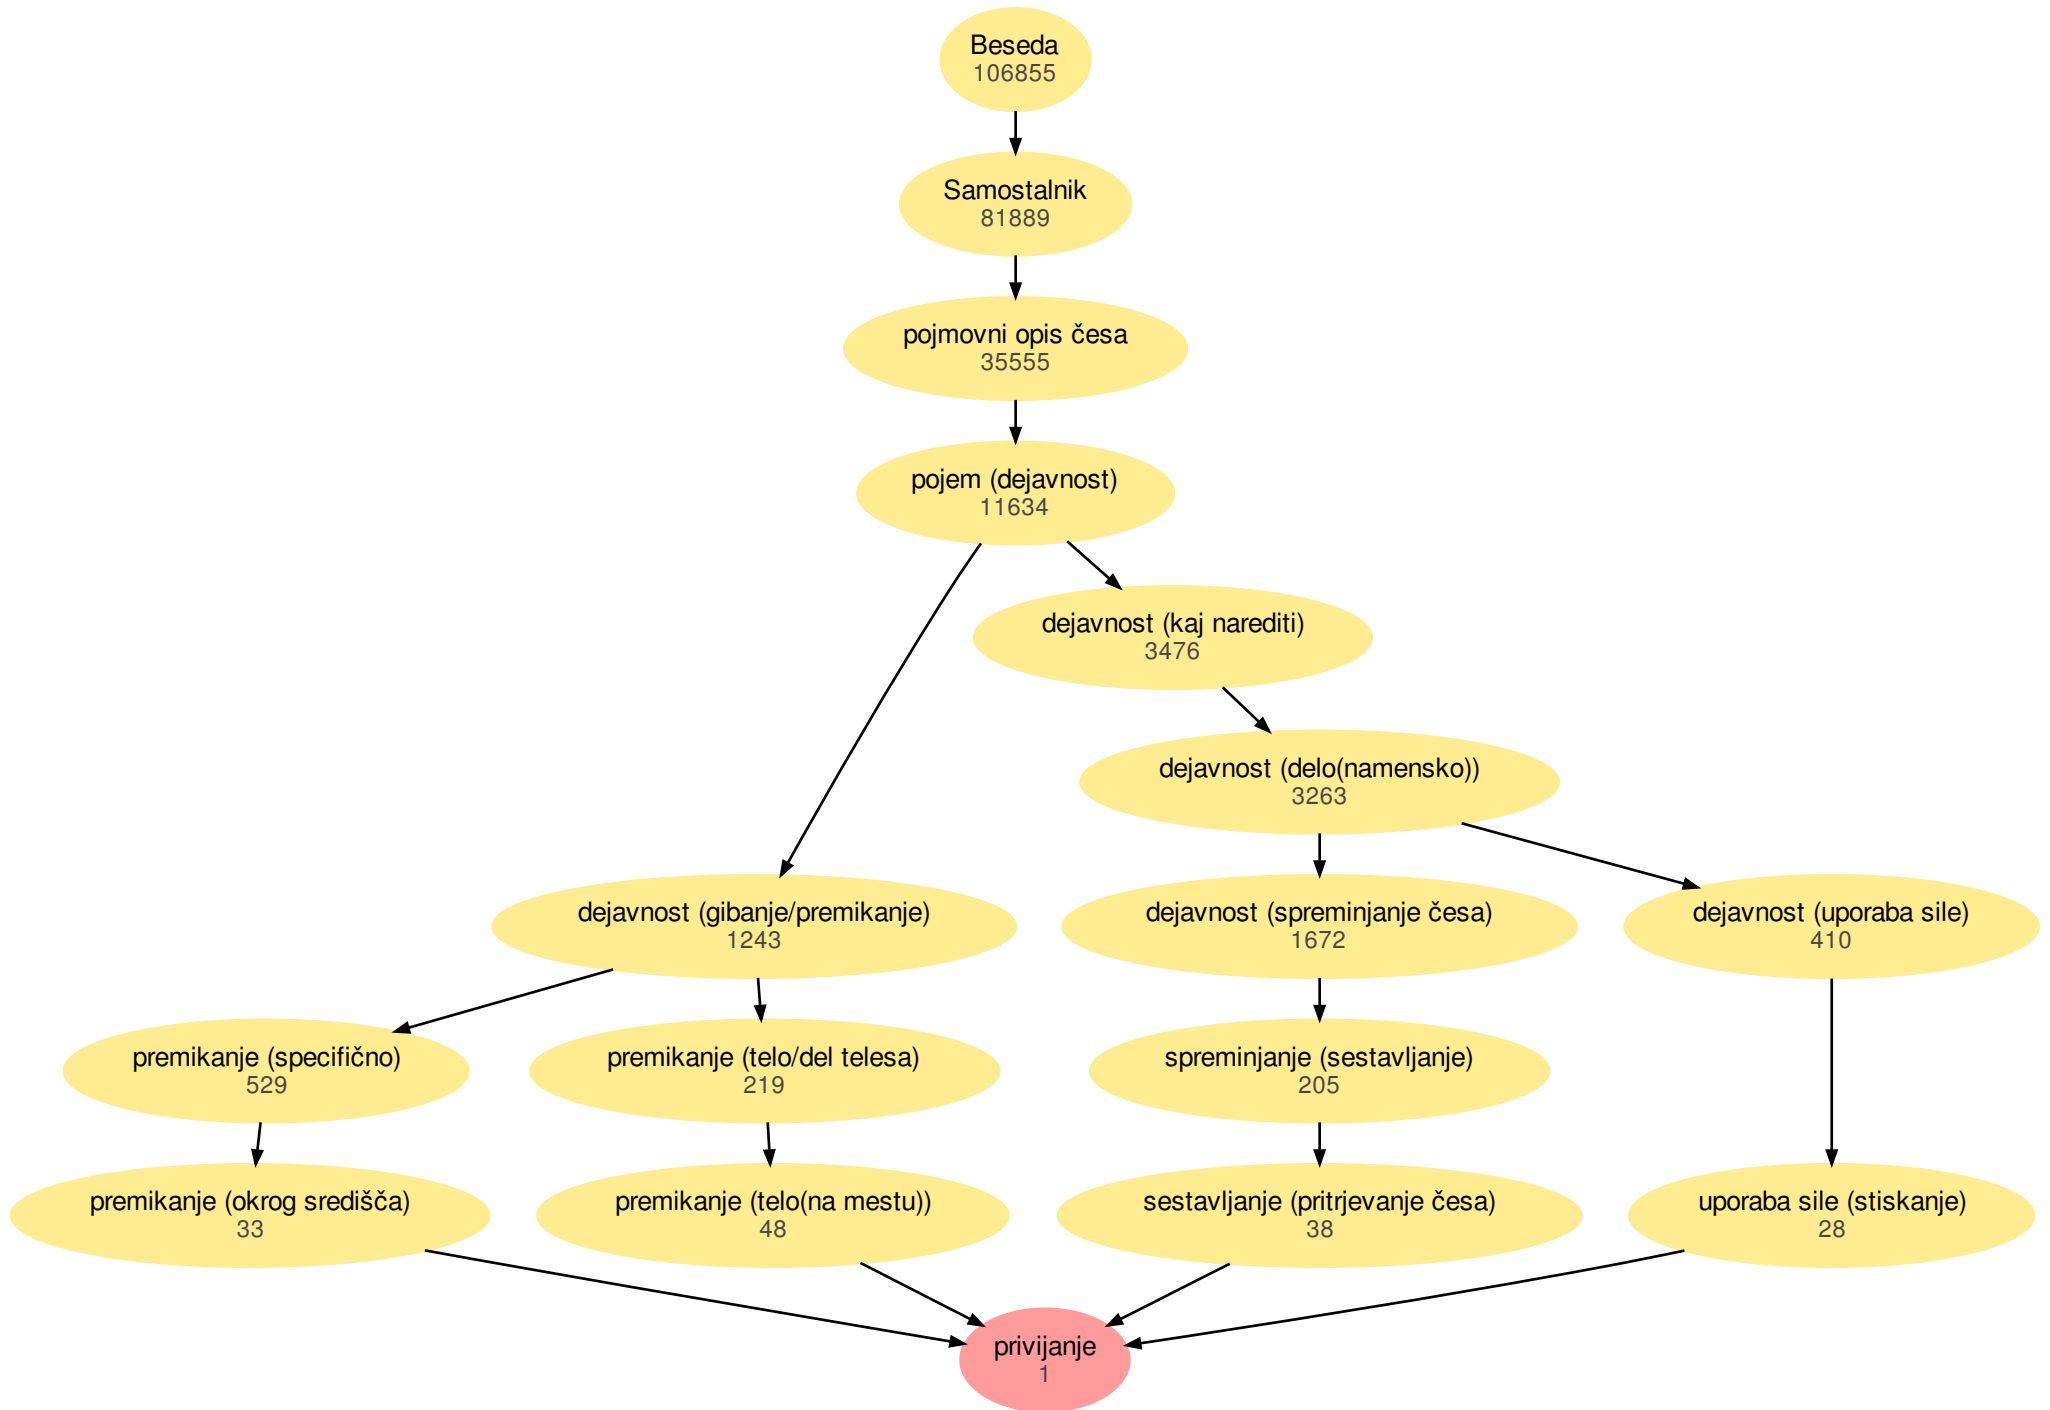 Beseda
106855
Samostalnik
81889
pojmovni opis česa
35555
pojem (dejavnost)
11634
dejavnost (kaj narediti)
3476
dejavnost (delo(namensko))
3263
dejavnost (gibanje/premikanje)
1243
dejavnost (spreminjanje česa)
1672
dejavnost (uporaba sile)
410
premikanje (specifično)
529
premikanje (telo/del telesa)
219
spreminjanje (sestavljanje)
205
premikanje (okrog središča)
33
premikanje (telo(na mestu))
48
sestavljanje (pritrjevanje česa)
38
uporaba sile (stiskanje)
28
privijanje
1